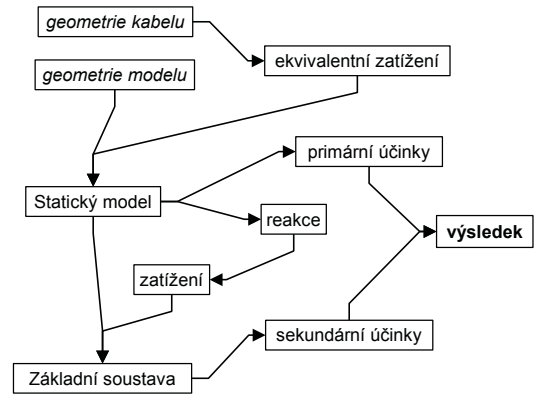 geometrie kabelu
ekvivalentní zatížení
geometrie modelu
primární účinky
Statický model
reakce
výsledek
zatížení
sekundární účinky
Základní soustava